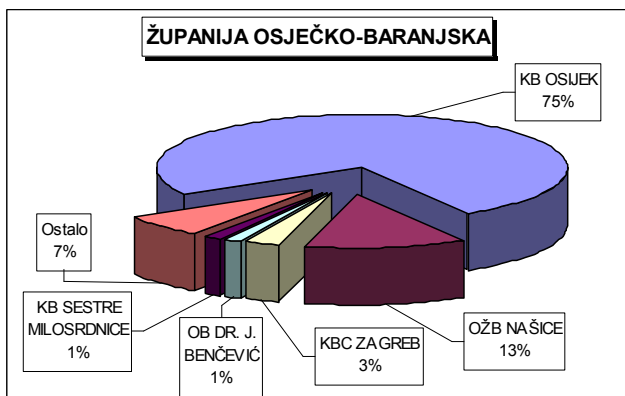 ŽUPANIJA OSJEČKO-BARANJSKA
KB OSIJEK
75%
Ostalo
7%
KB SESTRE
MILOSRDNICE
1%
OB DR. J.
BENČEVIĆ
1%
KBC ZAGREB
3%
OŽB NAŠICE
13%